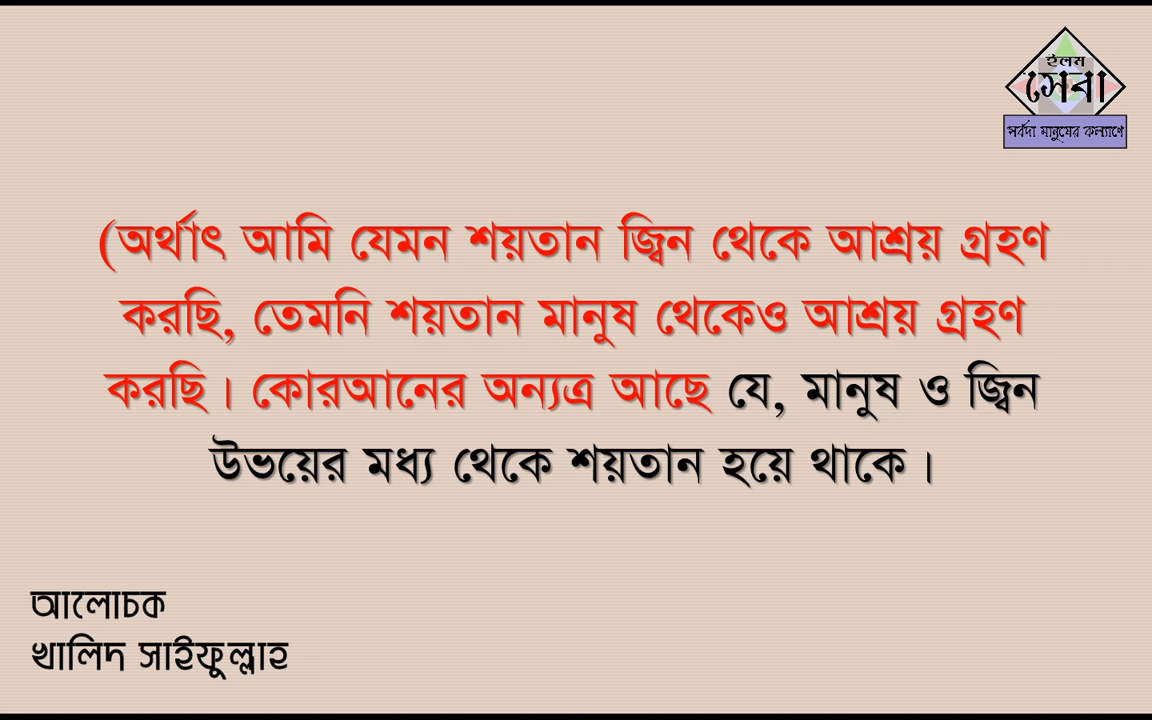 ইলম
সেবা
সর্বদা মানুষের কল্যাণে
(অর্থাৎ আমি যেমন শয়তান জ্বিন থেকে আশ্রয় গ্রহণ
করছি, তেমনি শয়তান মানুষ থেকেও আশ্রয় গ্রহণ
করছি। কোরআনের অন্যত্র আছে যে, মানুষ ও জ্বিন
উভয়ের মধ্য থেকে শয়তান হয়ে থাকে।
আলোচক
খালিদ সাইফুল্লাহ